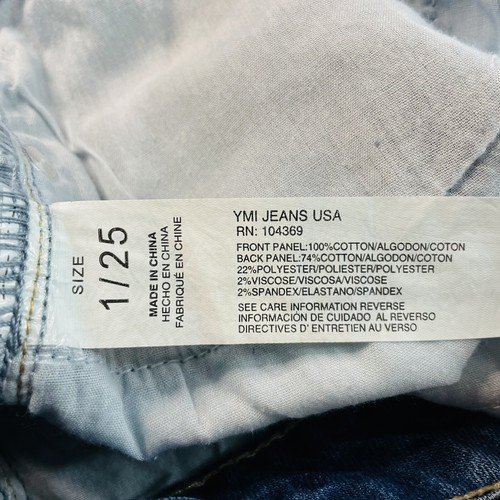 SIZE
1/25
MADE IN CHINA
HECHO EN CHINA
FABRIQUÉ EN CHINE
YMI JEANS USA
RN: 104369
FRONT PANEL:100%COTTON/ALGODON/COTON
BACK PANEL:74%COTTON/ALGODON/COTON
22%POLYESTER/POLIESTER/POLYESTER
2%VISCOSE/VISCOSA/VISCOSE
2%SPANDEX/ELASTANO/SPANDEX
SEE CARE INFORMATION REVERSE
INFORMACIÓN DE CUIDADO AL REVERSO
DIRECTIVES D' ENTRETIEN AU VERSO